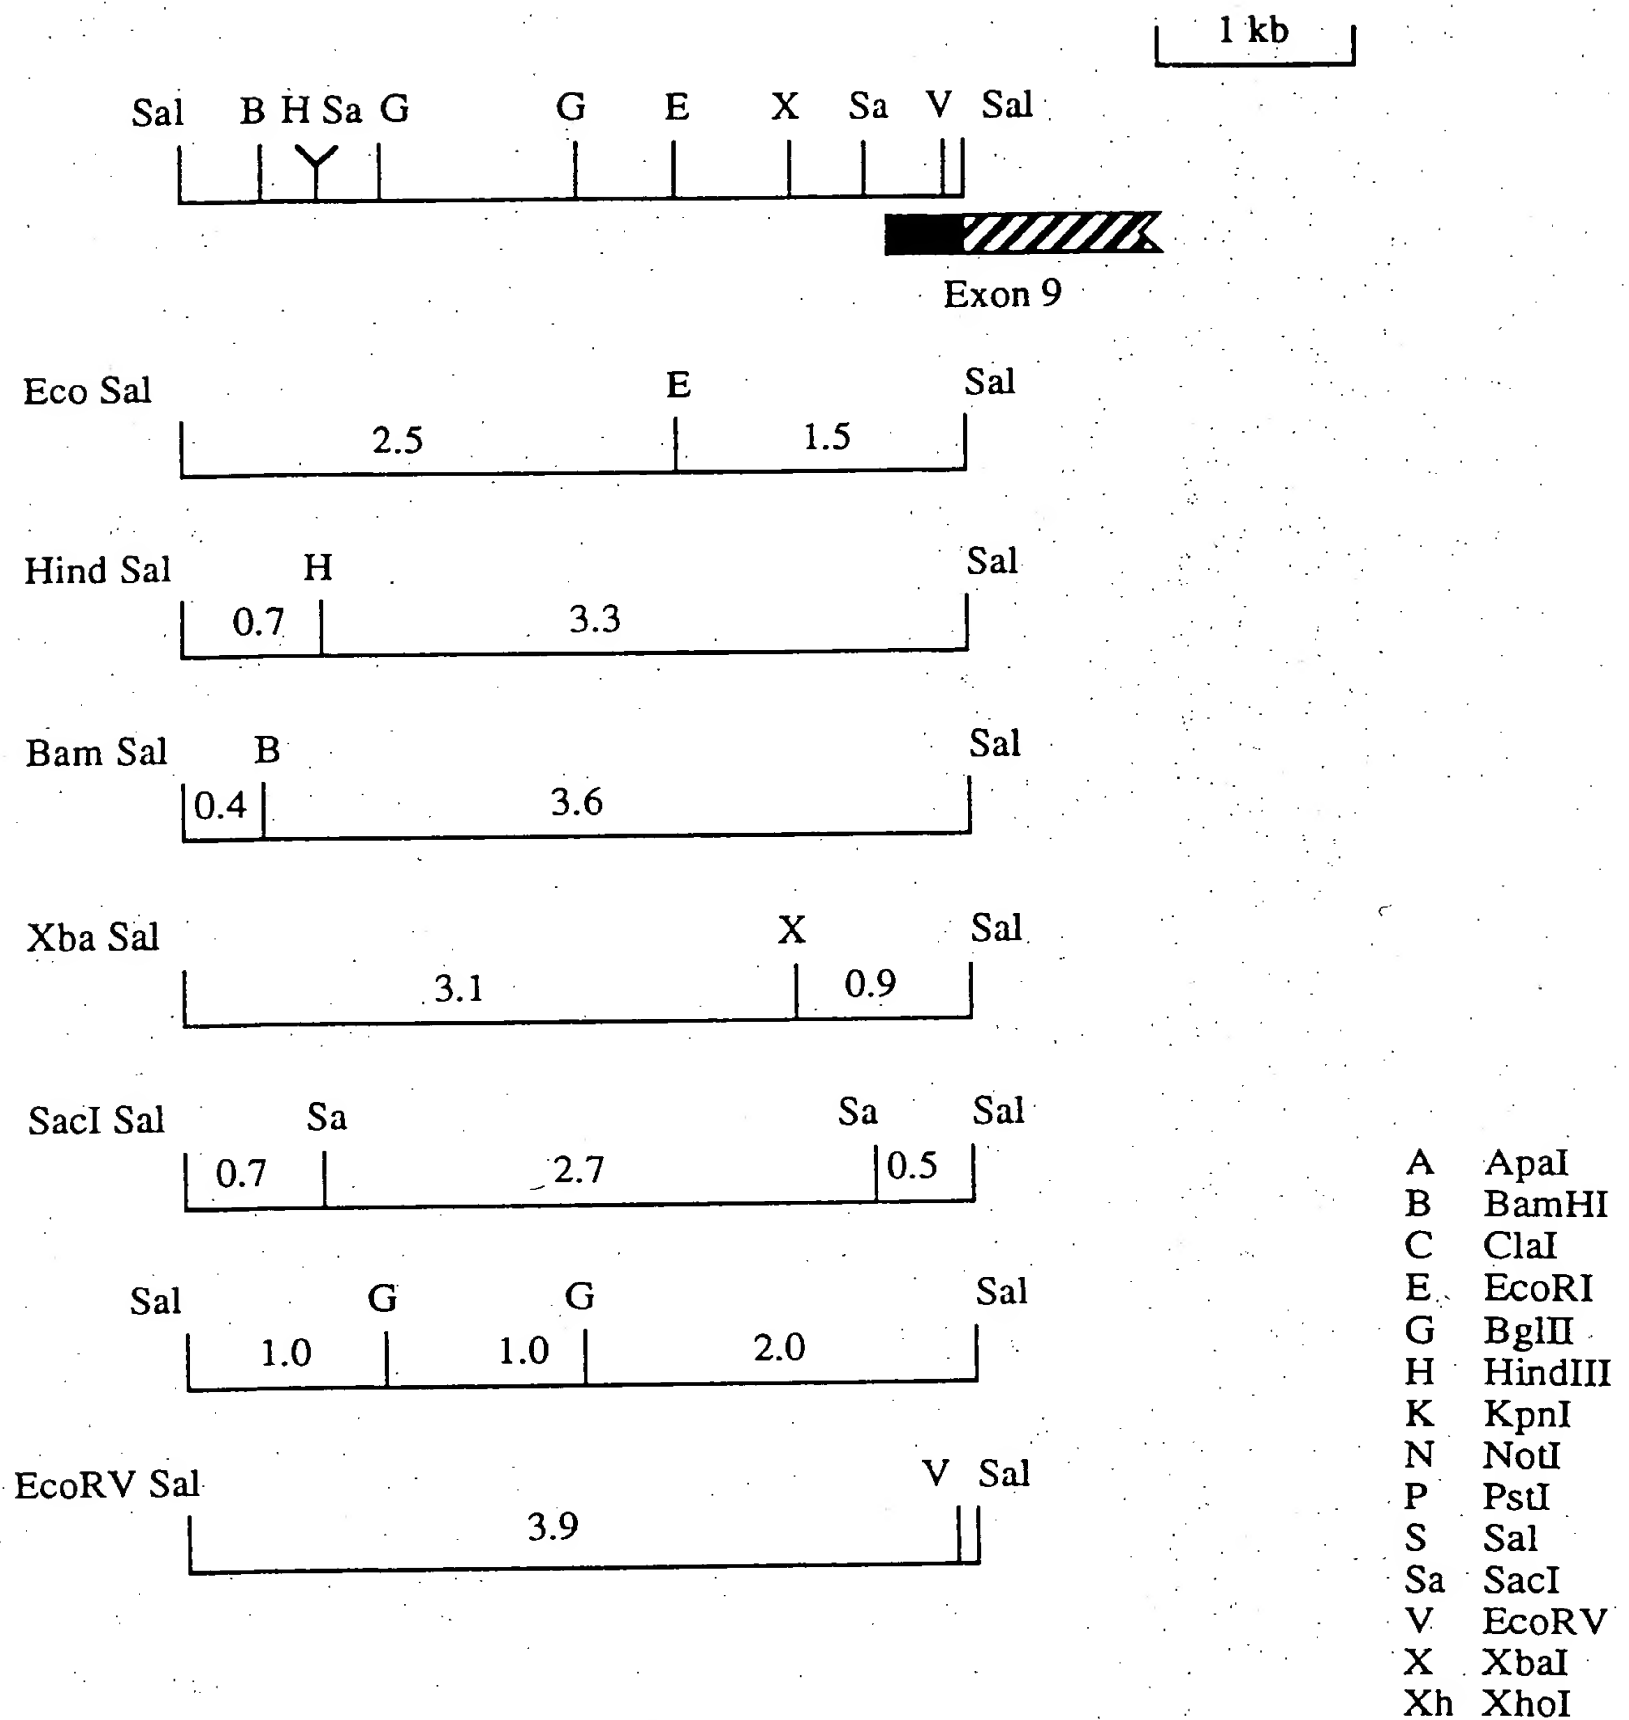 1 kb
Sal B H Sa G G E X Sa V Sal
Exon 9
Eco Sal E Sal
2.5 1.5
Hind Sal H Sal
0.7 3.3
Bam Sal B Sal
0.4 3.6
Xba Sal X Sal
3.1 0.9
SacI Sal Sa Sa Sal
0.7 2.7 0.5
Sal G G Sal
1.0 1.0 2.0
EcoRV Sal V Sal
3.9
A ApaI
B BamHI
C ClaI
E EcoRI
G BglII
H HindIII
K KpnI
N NotI
P PstI
S Sal
Sa SacI
V EcoRV
X XbaI
Xh XhoI